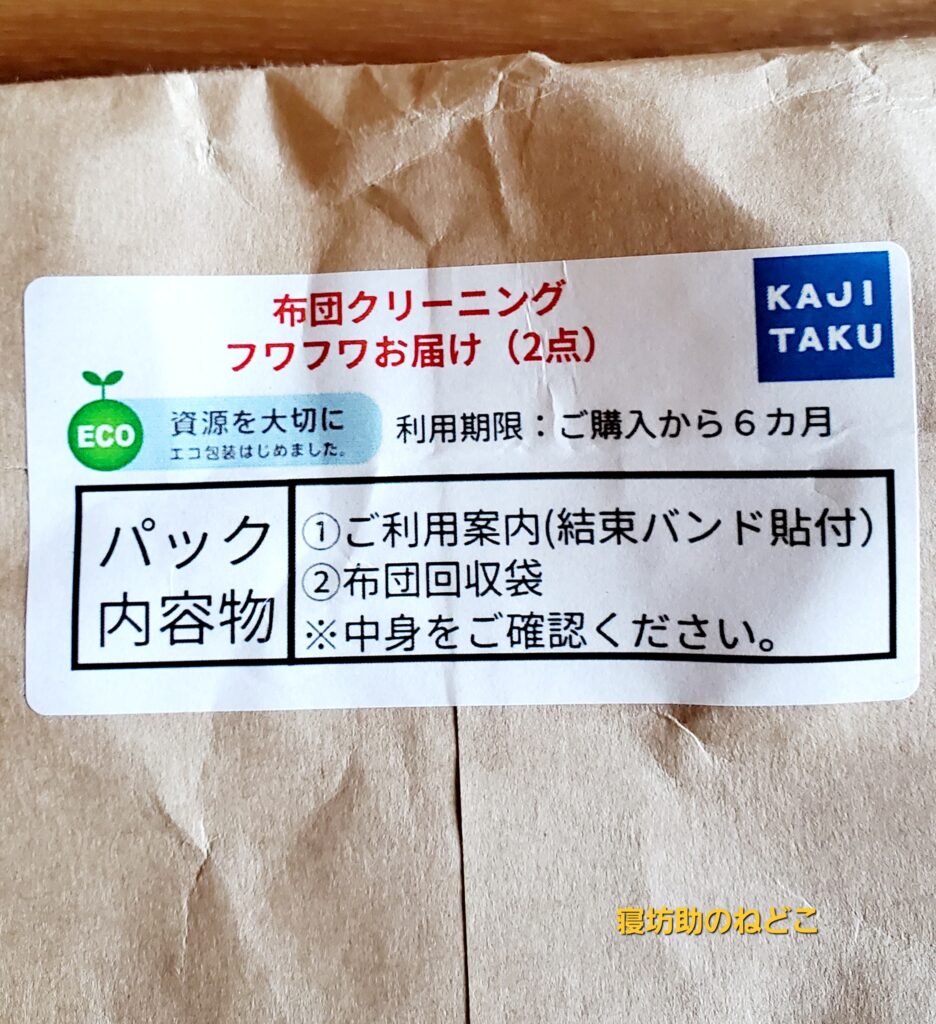 布団クリーニング
フワフワお届け（2点）
KAJI
TAKU
ECO
資源を大切に
エコ包装はじめました。
利用期限：ご購入から６カ月
パック
内容物
①ご利用案内(結束バンド貼付)
②布団回収袋
※中身をご確認ください。
寝坊助のねどこ